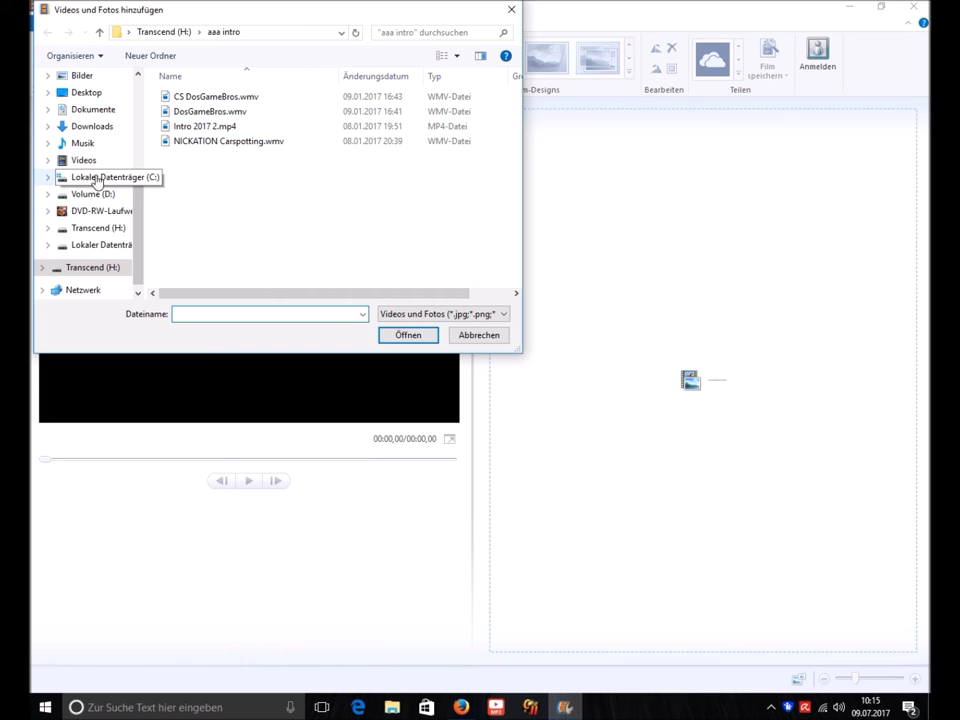 Videos und Fotos hinzufügen
Transcend (H:)
aaa intro
"aaa intro" durchsuchen
Organisieren
Neuer Ordner
Bilder
Desktop
Dokumente
Downloads
Musik
Videos
Lokaler Datenträger (C:)
Volume (D:)
DVD-RW-Laufwe
Transcend (H:)
Lokaler Datenträ
Transcend (H:)
Netzwerk
Name
Änderungsdatum
Typ
Gr
CS DosGameBros.wmv
09.01.2017 16:43
WMV-Datei
DosGameBros.wmv
09.01.2017 16:41
WMV-Datei
Intro 2017 2.mp4
08.01.2017 19:51
MP4-Datei
NICKATION Carspotting.wmv
08.01.2017 20:39
WMV-Datei
Dateiname:
Videos und Fotos (*.jpg;*.png;*
Öffnen
Abbrechen
m-Designs
Bearbeiten
Film
speichern
Teilen
Anmelden
00:00,00/00:00,00
Zur Suche Text hier eingeben
MP3
10:15
09.07.2017
2